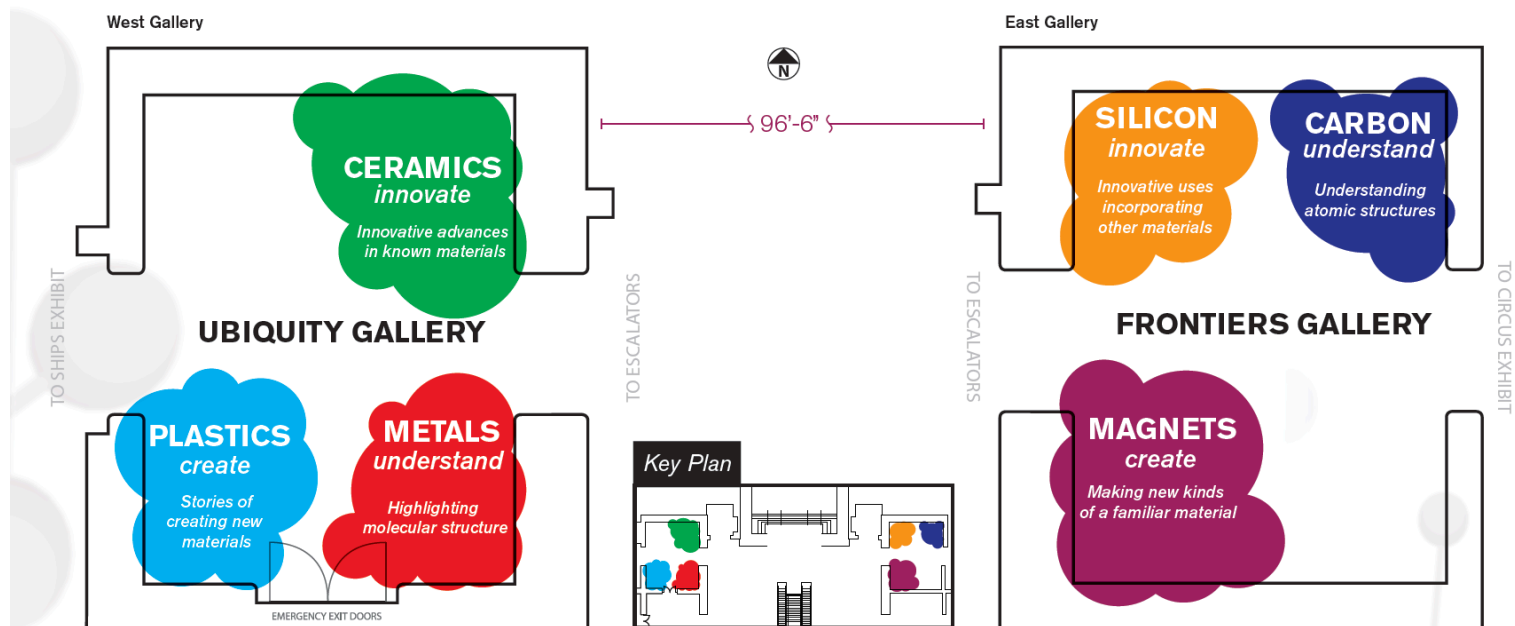 West Gallery
East Gallery
N
96'-6"
CERAMICS
innovate
Innovative advances
in known materials
SILICON
innovate
Innovative uses
incorporating
other materials
CARBON
understand
Understanding
atomic structures
TO SHIPS EXHIBIT
UBIQUITY GALLERY
TO ESCALATORS
TO ESCALATORS
FRONTIERS GALLERY
TO CIRCUS EXHIBIT
PLASTICS
create
Stories of
creating new
materials
METALS
understand
Highlighting
molecular structure
EMERGENCY EXIT DOORS
Key Plan
MAGNETS
create
Making new kinds
of a familiar material